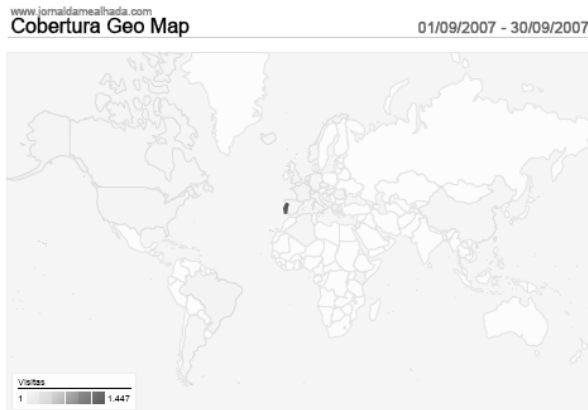 www.jornaldamealhada.com
Cobertura Geo Map
01/09/2007 - 30/09/2007
Visitas
1 1.447